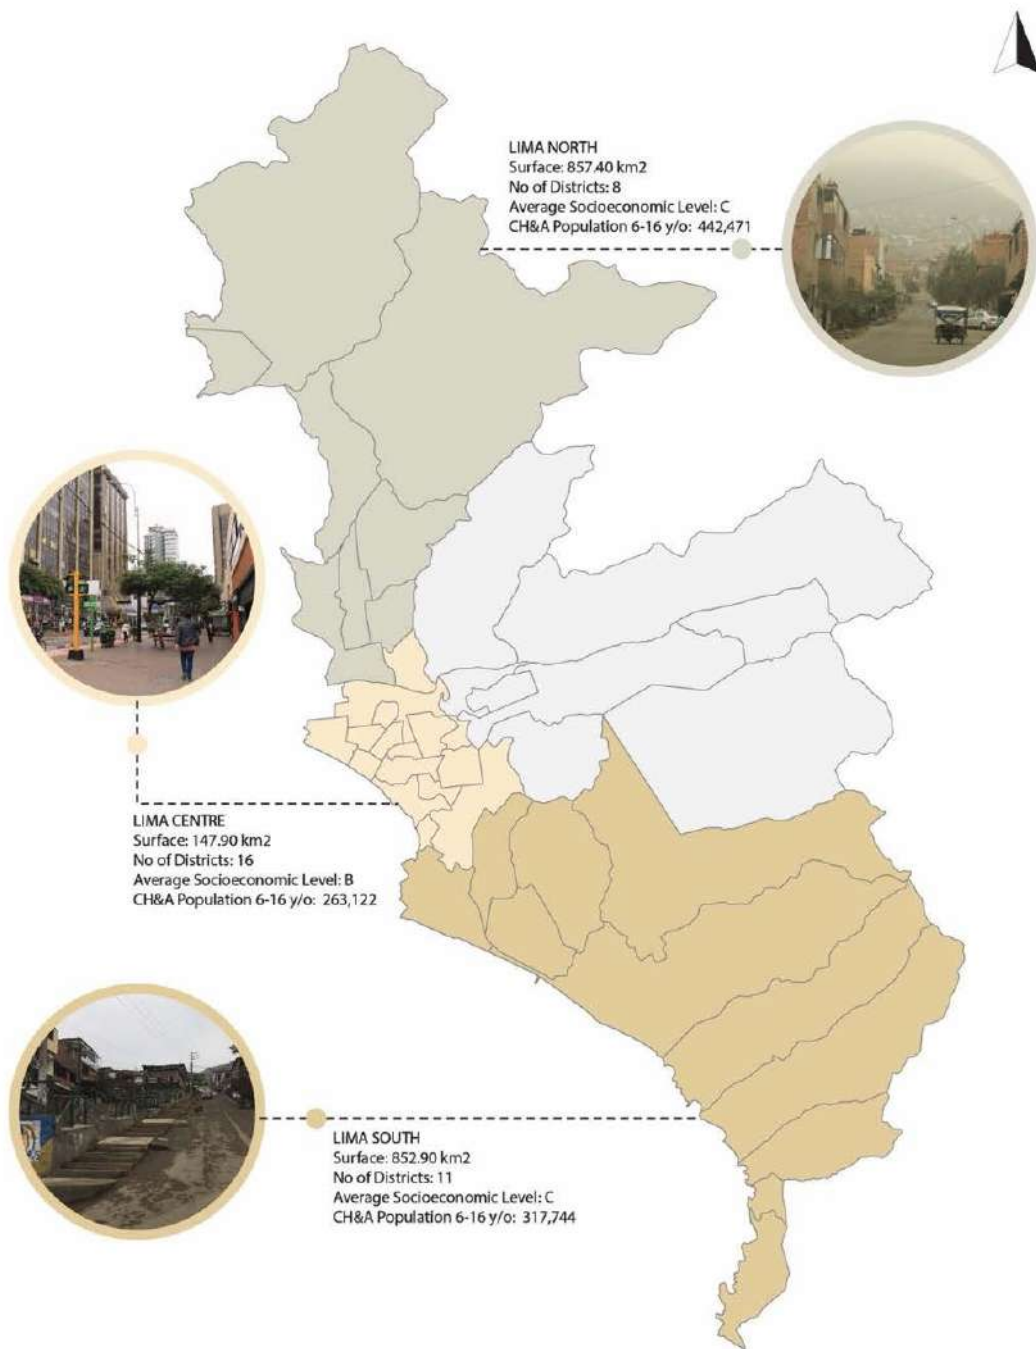 LIMA NORTH
Surface: 857.40 km2
No of Districts: 8
Average Socioeconomic Level: C
CH&A Population 6-16 y/o: 442,471
LIMA CENTRE
Surface: 147.90 km2
No of Districts: 16
Average Socioeconomic Level: B
CH&A Population 6-16 y/o: 263,122
LIMA SOUTH
Surface: 852.90 km2
No of Districts: 11
Average Socioeconomic Level: C
CH&A Population 6-16 y/o: 317,744